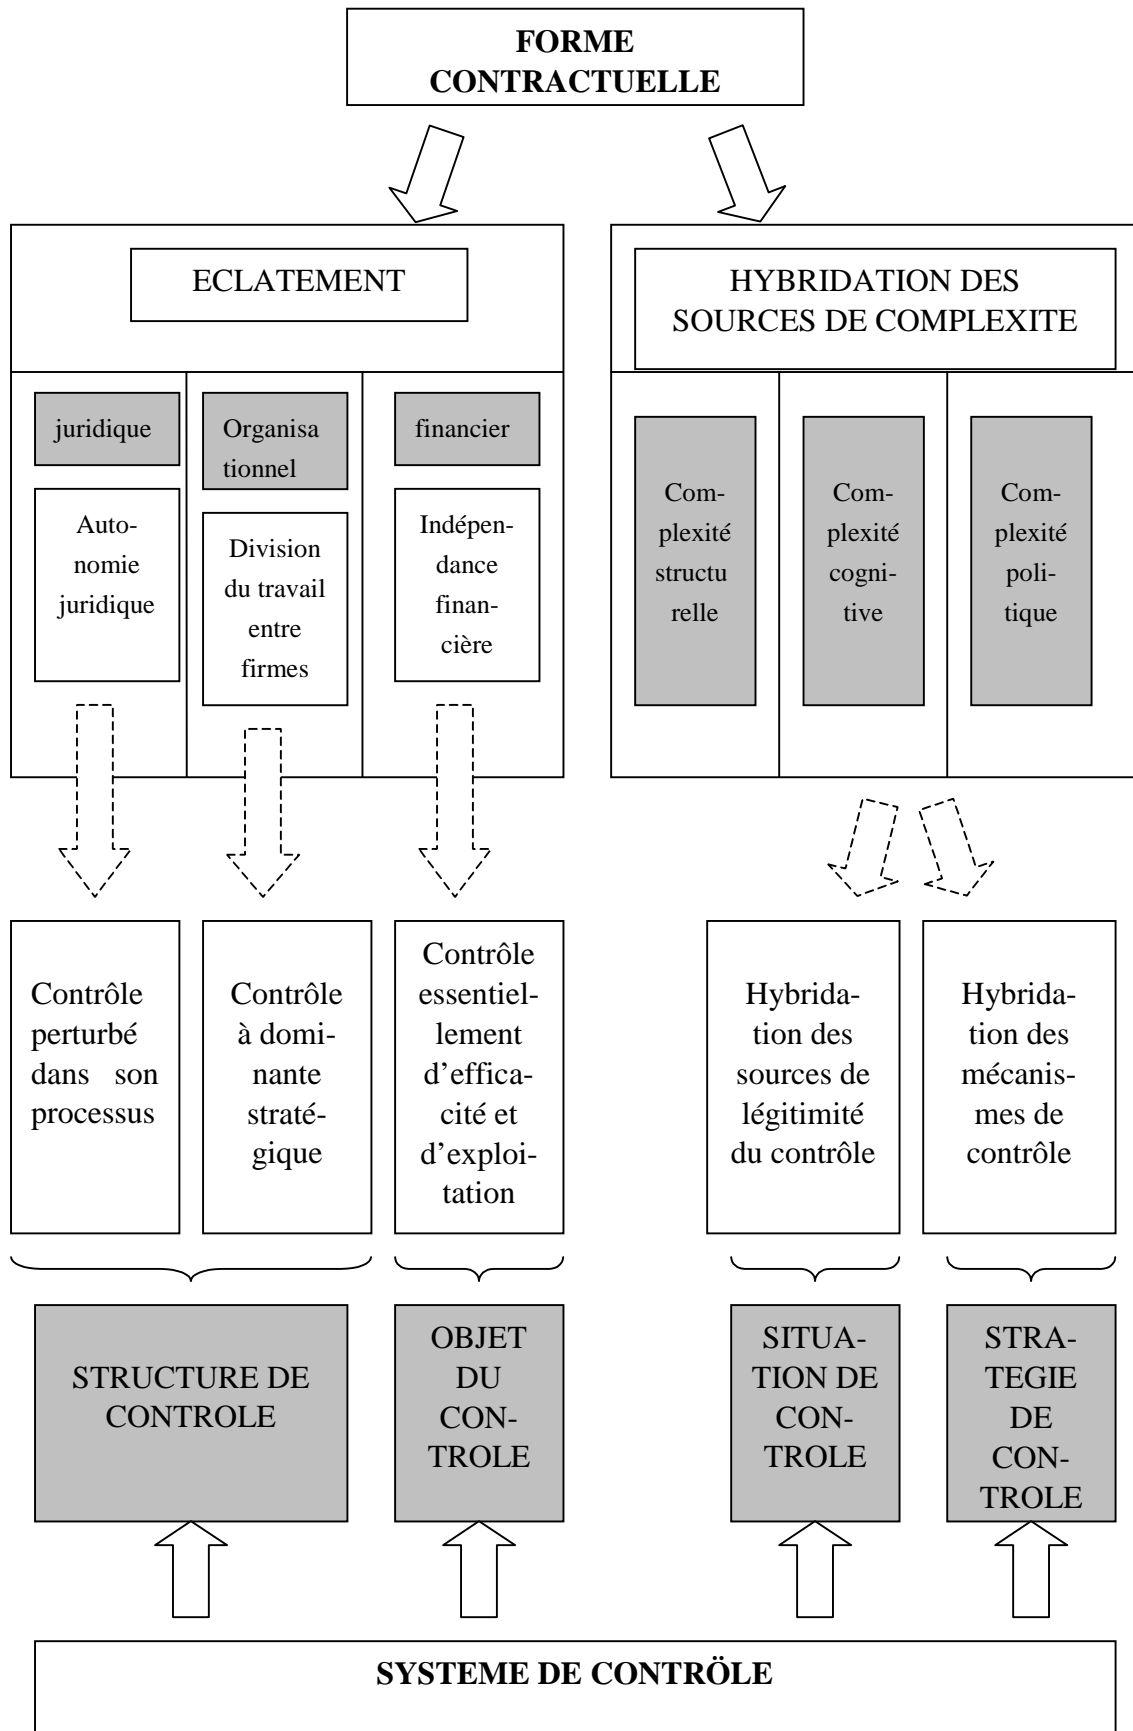 FORME
CONTRACTUELLE
ECLATEMENT
HYBRIDATION DES
SOURCES DE COMPLEXITE
juridique
Organisa
tionnel
financier
Auto-
nomie
juridique
Division
du travail
entre
firmes
Indépen-
dance
finan-
cière
Com-
plexité
structu
relle
Com-
plexité
cogni-
tive
Com-
plexité
poli-
tique
Contrôle
perturbé
dans son
processus
Contrôle
à domi-
nante
straté-
gique
Contrôle
essentiel-
lement
d’effica-
cité et
d’exploi-
tation
Hybrida-
tion des
sources de
légitimité
du contrôle
Hybrida-
tion des
mécanis-
mes de
contrôle
STRUCTURE DE
CONTROLE
OBJET
DU
CON-
TROLE
SITUA-
TION DE
CON-
TROLE
STRA-
TEGIE
DE
CON-
TROLE
SYSTEME DE CONTRÖLE